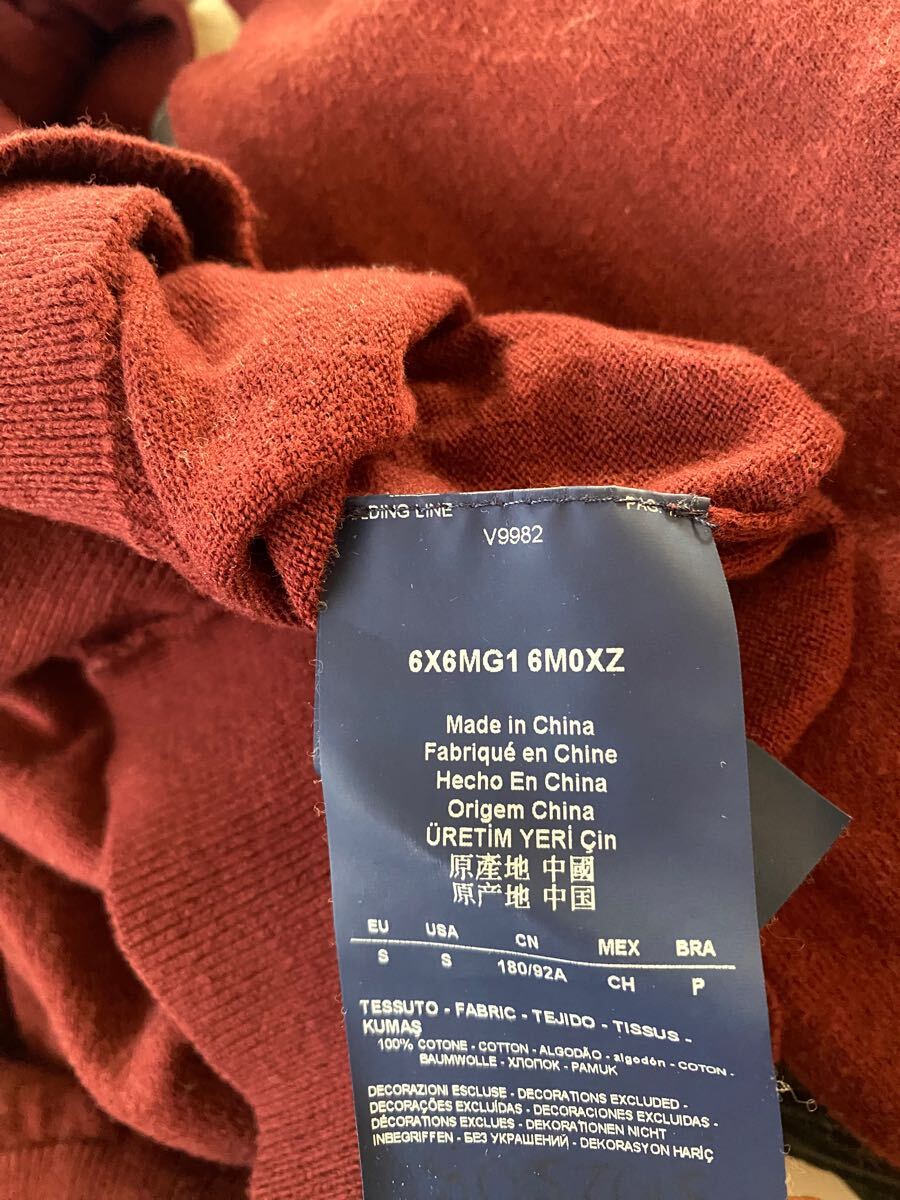 LINE
V9982
6X6MG1 6M0XZ
Made in China
Fabriqué en Chine
Hecho En China
Origem China
ÜRETİM YERİ Çin
原產地 中國
原产地 中国
EU USA CN MEX BRA
S S 180/92A CH P
TESSUTO - FABRIC - TEJIDO - TISSUS -
KUMAŞ
100% COTONE - COTTON - ALGODÃO - algodón - COTON -
BAUMWOLLE - ХЛОПОК - PAMUK
DECORAZIONI ESCLUSE - DECORATIONS EXCLUDED -
DECORAÇÕES EXCLUÍDAS - DECORACIONES EXCLUIDAS -
DÉCORATIONS EXCLUES - DEKORATIONEN NICHT
INBEGRIFFEN - БЕЗ УКРАШЕНИЙ - DEKORASYON HARİÇ